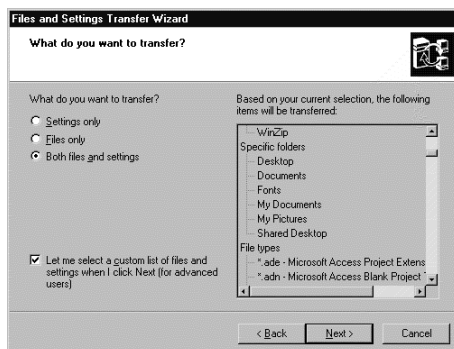 Files and Settings Transfer Wizard
What do you want to transfer?
What do you want to transfer?
Settings only
Files only
Both files and settings
Let me select a custom list of files and
settings when I click Next (for advanced
users)
Based on your current selection, the following
items will be transferred:
WinZip
Specific folders
Desktop
Documents
Fonts
My Documents
My Pictures
Shared Desktop
File types
*.ade - Microsoft Access Project Extens
*.adn - Microsoft Access Blank Project
< Back
Next >
Cancel